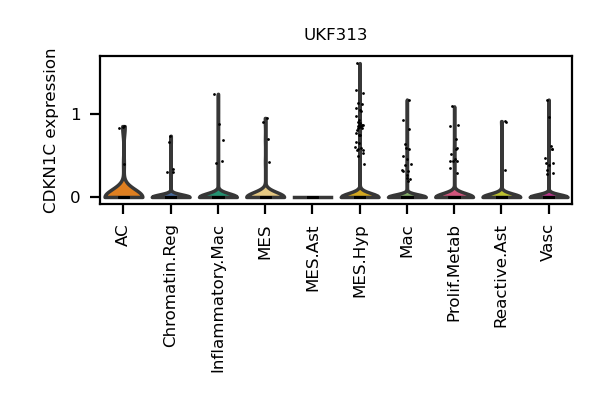 UKF313
CDKN1C expression
1
0
AC
Chromatin.Reg
Inflammatory.Mac
MES
MES.Ast
MES.Hyp
Mac
Prolif.Metab
Reactive.Ast
Vasc